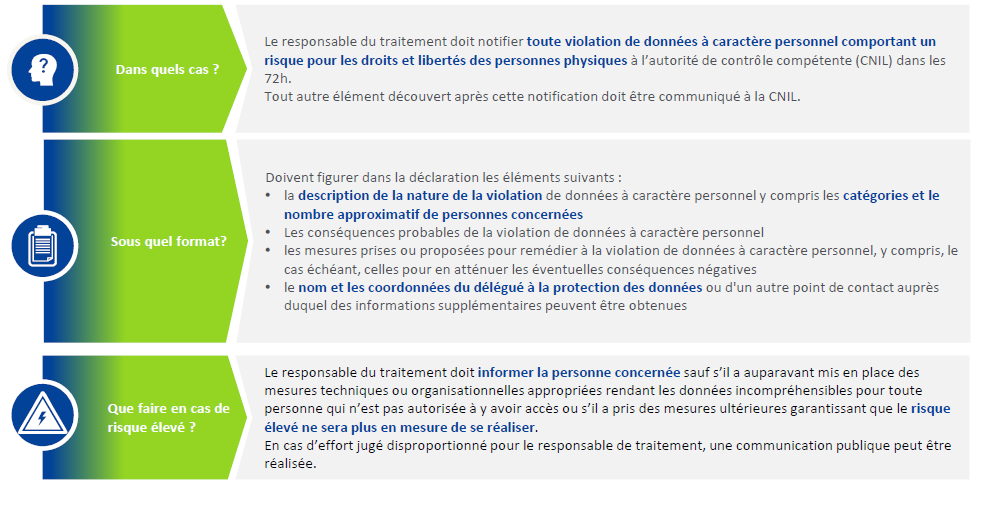 Dans quels cas ?
Le responsable du traitement doit notifier toute violation de données à caractère personnel comportant un
risque pour les droits et libertés des personnes physiques à l'autorité de contrôle compétente (CNIL) dans les
72h.
Tout autre élément découvert après cette notification doit être communiqué à la CNIL.
Sous quel format?
Doivent figurer dans la déclaration les éléments suivants :
• la description de la nature de la violation de données à caractère personnel y compris les catégories et le
nombre approximatif de personnes concernées
• Les conséquences probables de la violation de données à caractère personnel
• les mesures prises ou proposées pour remédier à la violation de données à caractère personnel, y compris, le
cas échéant, celles pour en atténuer les éventuelles conséquences négatives
• le nom et les coordonnées du délégué à la protection des données ou d'un autre point de contact auprès
duquel des informations supplémentaires peuvent être obtenues
Que faire en cas de
risque élevé ?
Le responsable du traitement doit informer la personne concernée sauf s'il a auparavant mis en place des
mesures techniques ou organisationnelles appropriées rendant les données incompréhensibles pour toute
personne qui n'est pas autorisée à y avoir accès ou s'il a pris des mesures ultérieures garantissant que le risque
élevé ne sera plus en mesure de se réaliser.
En cas d'effort jugé disproportionné pour le responsable de traitement, une communication publique peut être
réalisée.